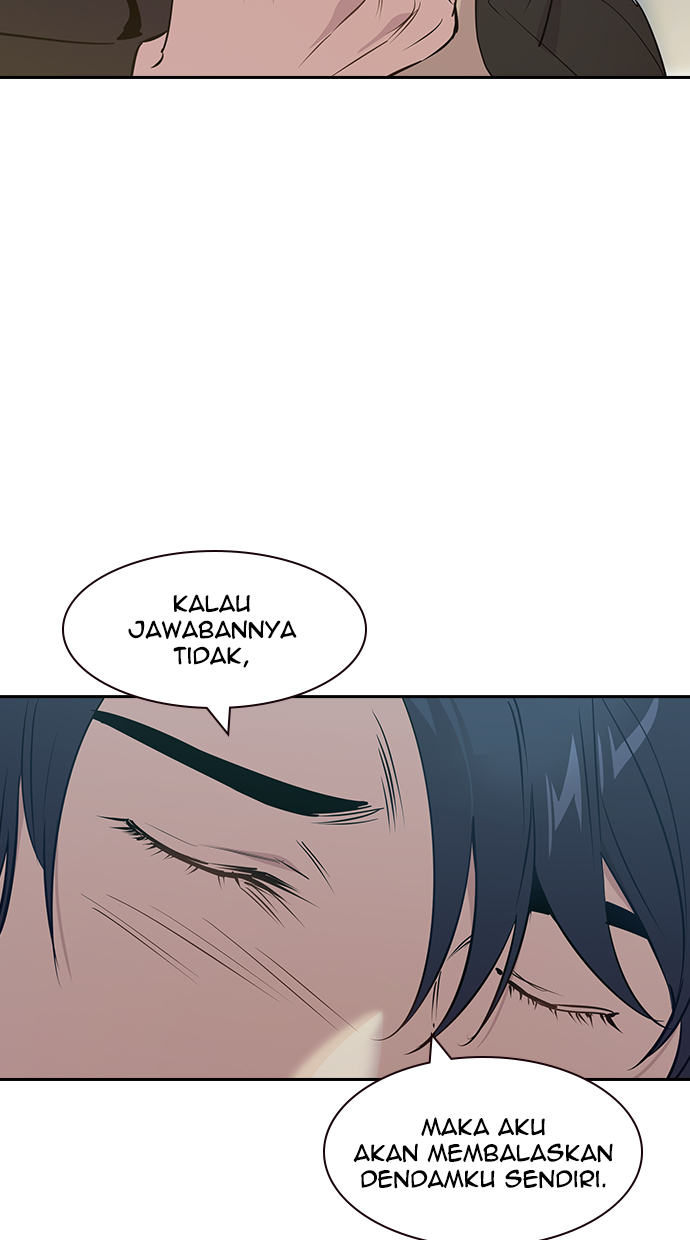 KALAU
JAWABANNYA
TIDAK,
MAKA AKU
AKAN MEMBALASKAN
DENDAMKU SENDIRI.